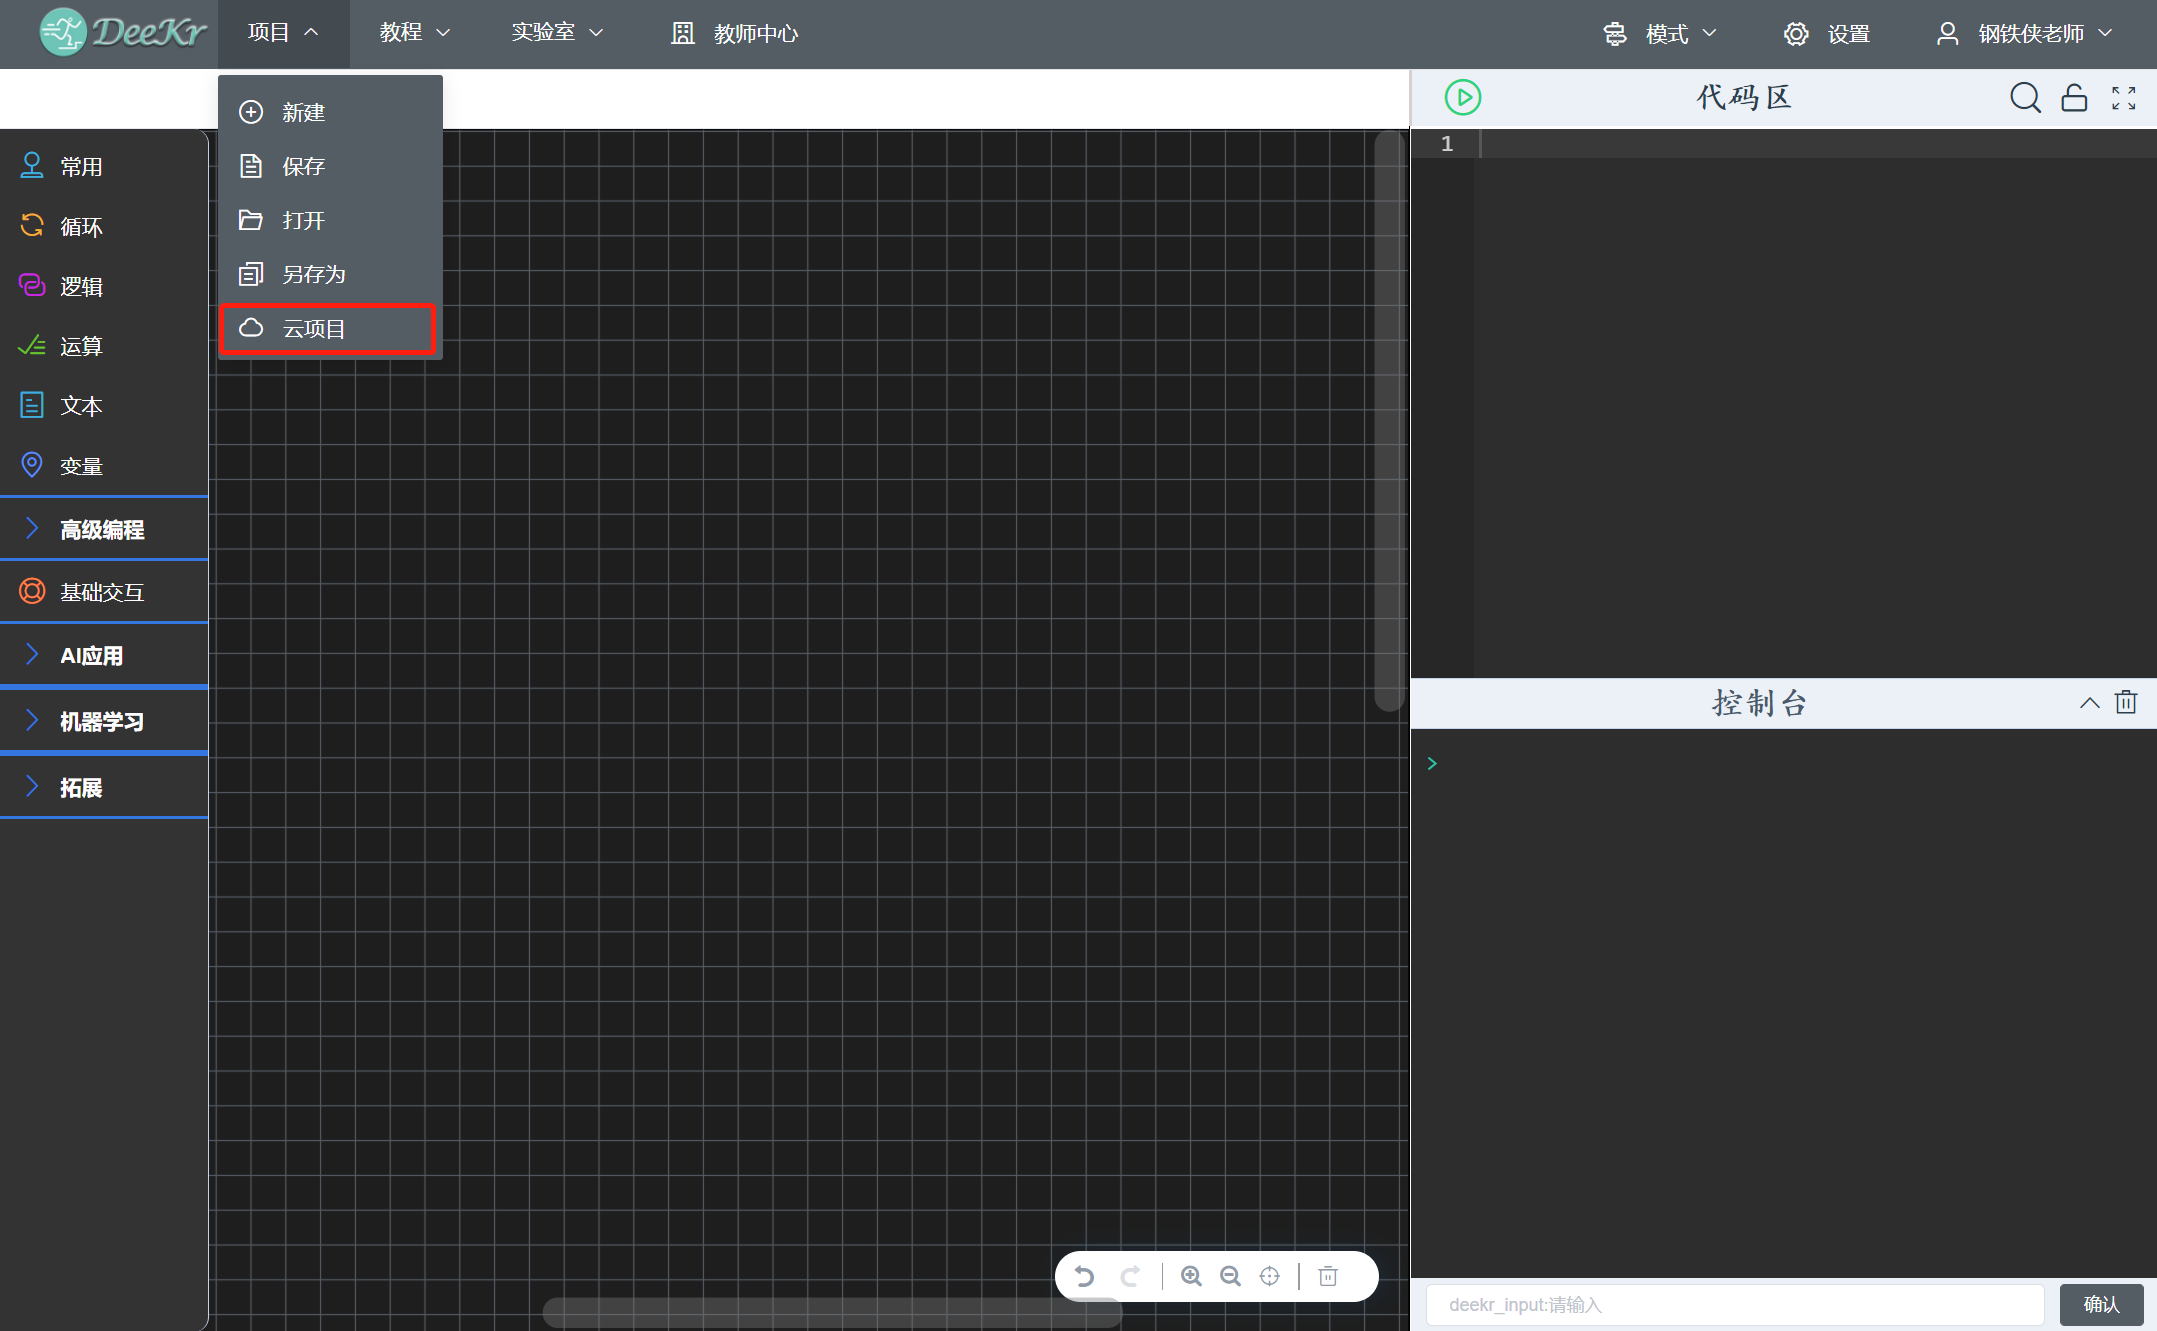 DeeKr
项目
教程
实验室
教师中心
模式
设置
钢铁侠老师
新建
保存
打开
另存为
云项目
常用
循环
逻辑
运算
文本
变量
高级编程
基础交互
AI应用
机器学习
拓展
代码区
1
控制台
>
deekr_input:请输入
确认